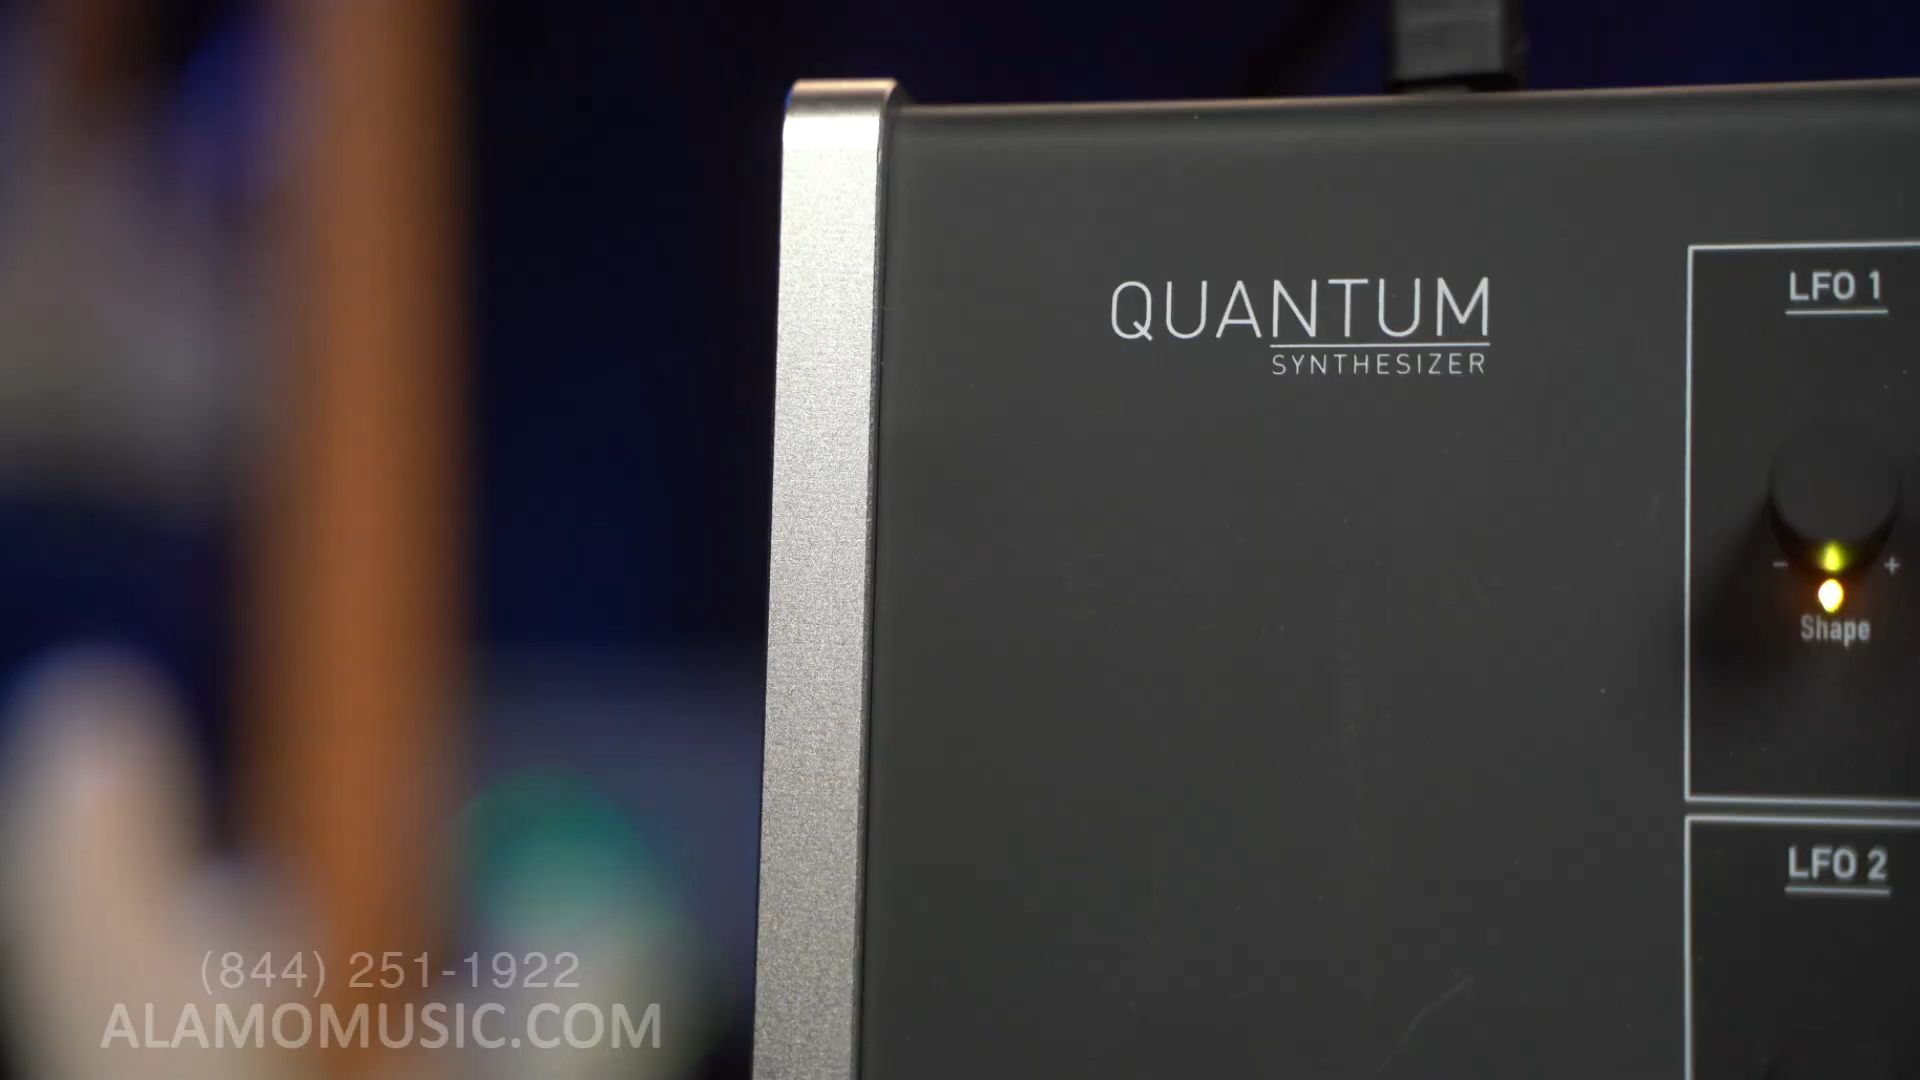 QUANTUM
SYNTHESIZER
LFO 1
- +
Shape
LFO 2
(844) 251-1922
ALAMOMUSIC.COM